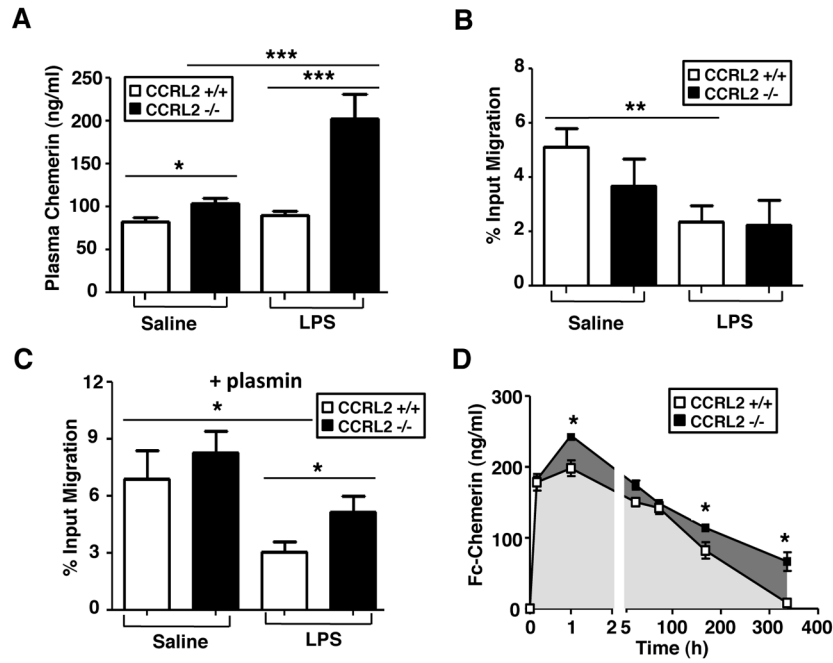 A
Plasma Chemerin (ng/ml)
250
200
150
100
50
0
CCRL2 +/+
CCRL2 -/-
***
***
*
Saline
LPS
B
% Input Migration
8
6
4
2
0
CCRL2 +/+
CCRL2 -/-
**
Saline
LPS
C
+ plasmin
% Input Migration
12
9
6
3
0
CCRL2 +/+
CCRL2 -/-
*
*
Saline
LPS
D
Fc-Chemerin (ng/ml)
300
200
100
0
CCRL2 +/+
CCRL2 -/-
*
*
*
0 1 2 5 100 200 300 400
Time (h)